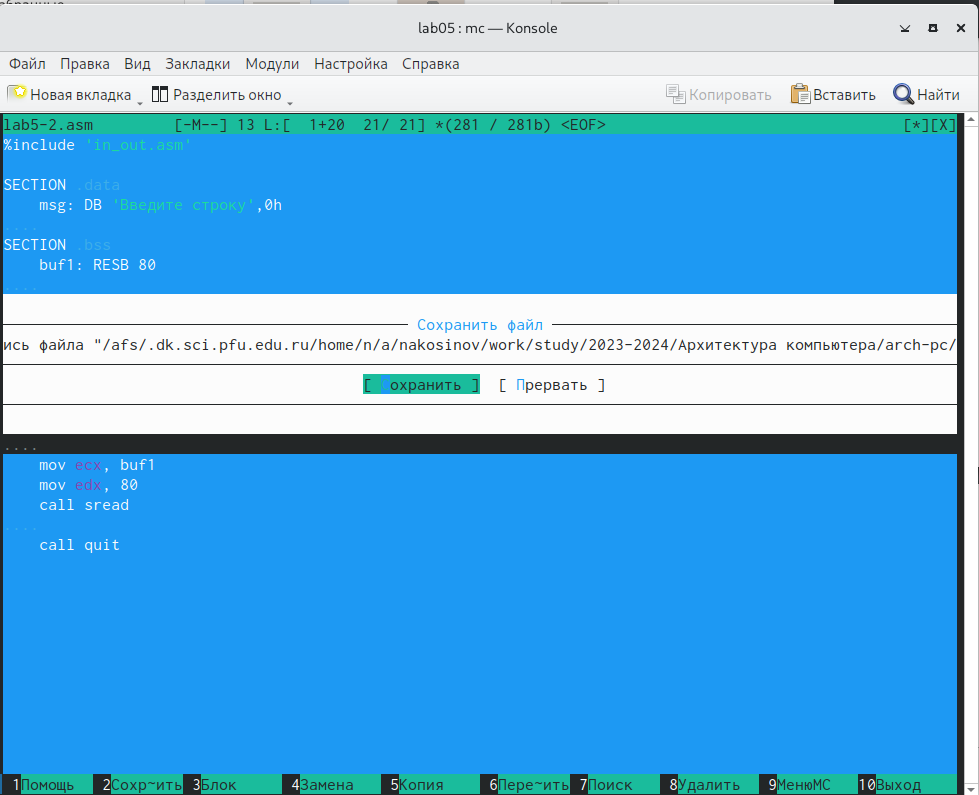 lab05 : mc — Konsole
Файл Правка Вид Закладки Модули Настройка Справка
Новая вкладка Разделить окно Копировать Вставить Найти
lab5-2.asm [-M--] 13 L:[ 1+20 21/ 21] *(281 / 281b) <EOF> [*][X]
%include 'in_out.asm'
SECTION .data
msg: DB 'Введите строку',0h
....
SECTION .bss
buf1: RESB 80
....
Сохранить файл
ись файла "/afs/.dk.sci.pfu.edu.ru/home/n/a/nakosinov/work/study/2023-2024/Архитектура компьютера/arch-pc/
[ Сохранить ] [ Прервать ]
....
mov ecx, buf1
mov edx, 80
call sread
....
call quit
1Помощь 2Сохр~ить 3Блок 4Замена 5Копия 6Пере~ить 7Поиск 8Удалить 9МенюMC 10Выход